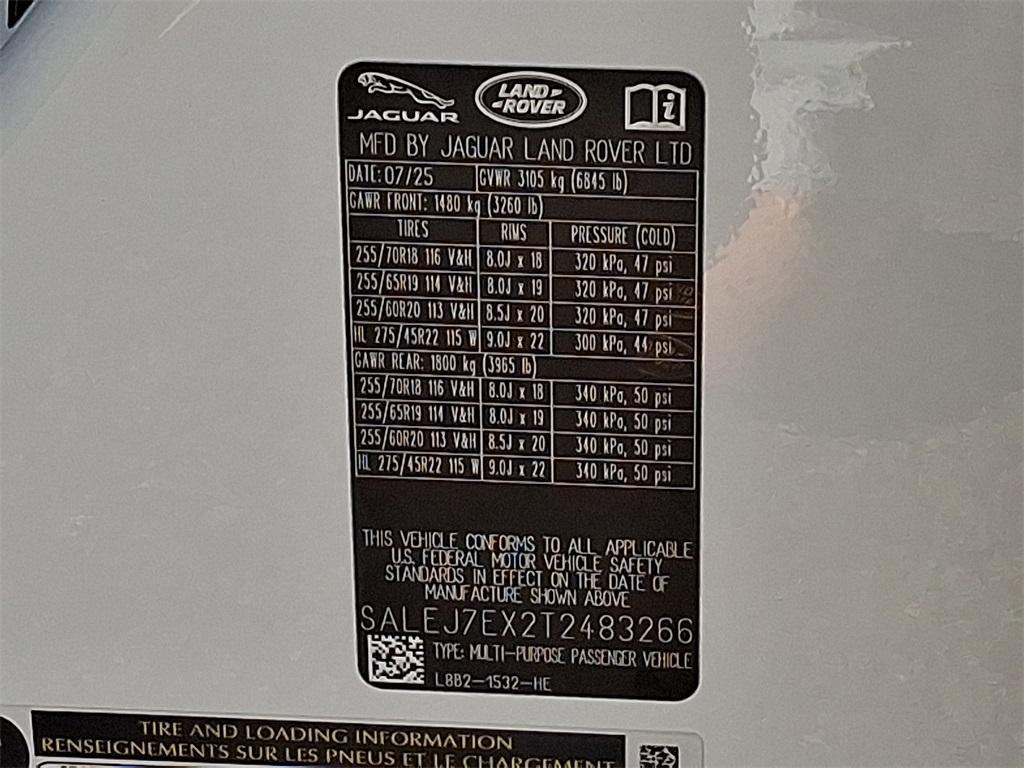 JAGUAR LAND ROVER
MFD BY JAGUAR LAND ROVER LTD
DATE: 07/25 GVWR 3105 kg (6845 lb)
GAWR FRONT: 1480 kg (3260 lb)
TIRES RIMS PRESSURE (COLD)
255/70R18 116 V&H 8.0J x 18 320 kPa, 47 psi
255/65R19 114 V&H 8.0J x 19 320 kPa, 47 psi
255/60R20 113 V&H 8.5J x 20 320 kPa, 47 psi
HL 275/45R22 115 W 9.0J x 22 300 kPa, 44 psi
GAWR REAR: 1800 kg (3965 lb)
255/70R18 116 V&H 8.0J x 18 340 kPa, 50 psi
255/65R19 114 V&H 8.0J x 19 340 kPa, 50 psi
255/60R20 113 V&H 8.5J x 20 340 kPa, 50 psi
HL 275/45R22 115 W 9.0J x 22 340 kPa, 50 psi
THIS VEHICLE CONFORMS TO ALL APPLICABLE
U.S. FEDERAL MOTOR VEHICLE SAFETY
STANDARDS IN EFFECT ON THE DATE OF
MANUFACTURE SHOWN ABOVE
SALEJ7EX2T2483266
TYPE: MULTI-PURPOSE PASSENGER VEHICLE
L8B2-1532-HE
TIRE AND LOADING INFORMATION
RENSEIGNEMENTS SUR LES PNEUS ET LE CHARGEMENT